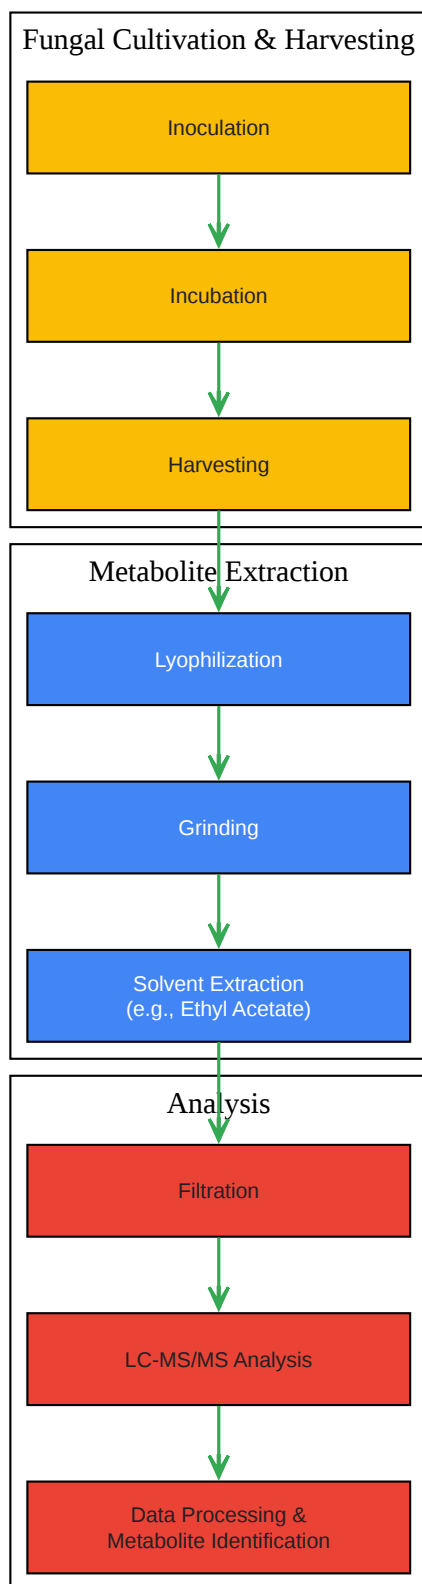 Fungal Cultivation & Harvesting
Inoculation
Incubation
Harvesting
Metabolite Extraction
Lyophilization
Grinding
Solvent Extraction
(e.g., Ethyl Acetate)
Analysis
Filtration
LC-MS/MS Analysis
Data Processing &
Metabolite Identification